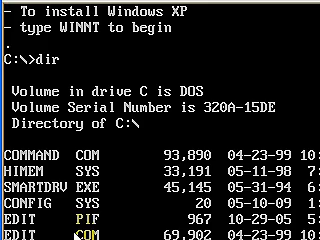 - To install Windows XP
- type WINNT to begin
.
C:\>dir
Volume in drive C is DOS
Volume Serial Number is 320A-15DE
Directory of C:\
COMMAND COM 93,890 04-23-99 10:
HIMEM SYS 33,191 05-11-98 7:
SMARTDRV EXE 45,145 05-31-94 6:
CONFIG SYS 20 05-10-09 1:
EDIT PIF 967 10-29-05 5:
EDIT COM 69,902 04-23-99 10: